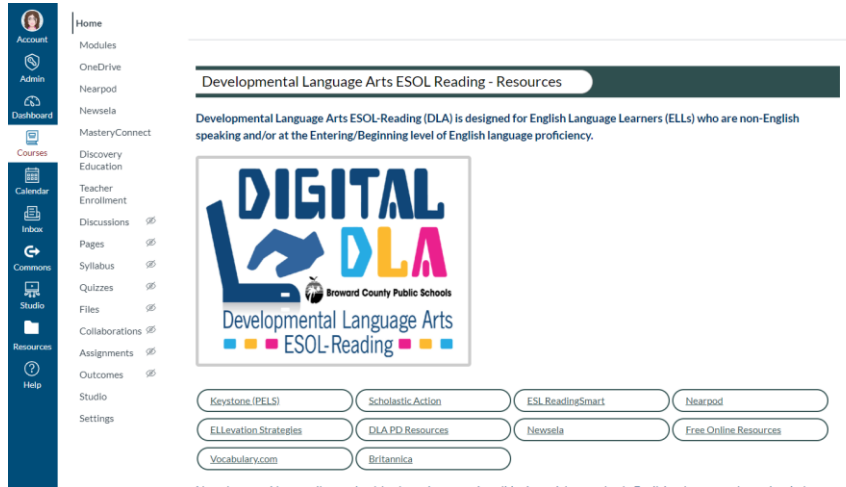 Account
Admin
Dashboard
Courses
Calendar
Inbox
Commons
Studio
Resources
Help
Home
Modules
OneDrive
Nearpod
Newsela
MasteryConnect
Discovery
Education
Teacher
Enrollment
Discussions
Pages
Syllabus
Quizzes
Files
Collaborations
Assignments
Outcomes
Studio
Settings
Developmental Language Arts ESOL Reading - Resources
Developmental Language Arts ESOL-Reading (DLA) is designed for English Language Learners (ELLs) who are non-English
speaking and/or at the Entering/Beginning level of English language proficiency.
DIGITAL
DLA
Broward County Public Schools
Developmental Language Arts
ESOL-Reading
Keystone (PELS)
Scholastic Action
ESL ReadingSmart
Nearpod
ELLevation Strategies
DLA PD Resources
Newsela
Free Online Resources
Vocabulary.com
Britannica